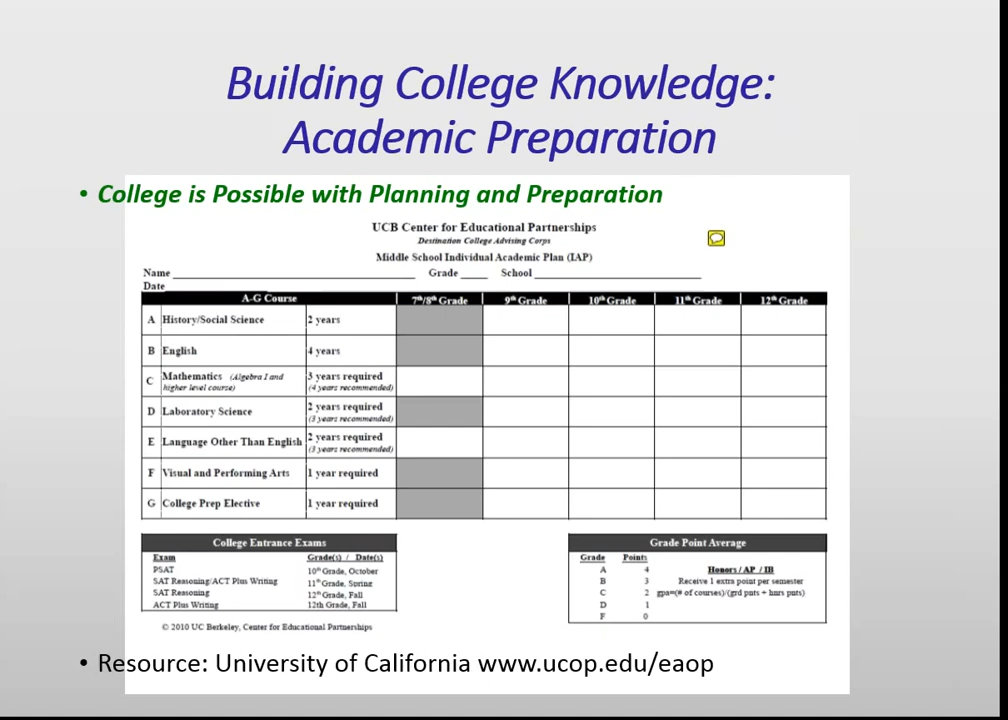 Building College Knowledge:
Academic Preparation
• College is Possible with Planning and Preparation
UCB Center for Educational Partnerships
Destination College Advising Corps
Middle School Individual Academic Plan (IAP)
Name Grade School
Date
A-G Course 7th/8th Grade 9th Grade 10th Grade 11th Grade 12th Grade
A History/Social Science 2 years
B English 4 years
C Mathematics (Algebra I and higher level course) 3 years required (4 years recommended)
D Laboratory Science 2 years required (3 years recommended)
E Language Other Than English 2 years required (3 years recommended)
F Visual and Performing Arts 1 year required
G College Prep Elective 1 year required
College Entrance Exams
Exam Grade(s) / Date(s)
PSAT 10th Grade, October
SAT Reasoning/ACT Plus Writing 11th Grade, Spring
SAT Reasoning 12th Grade, Fall
ACT Plus Writing 12th Grade, Fall
Grade Point Average
Grade Points
A 4 Honors / AP / IB
B 3 Receive 1 extra point per semester
C 2 gpa=(# of courses)/(grd pnts + hnrs pnts)
D 1
F 0
© 2010 UC Berkeley, Center for Educational Partnerships
• Resource: University of California www.ucop.edu/eaop